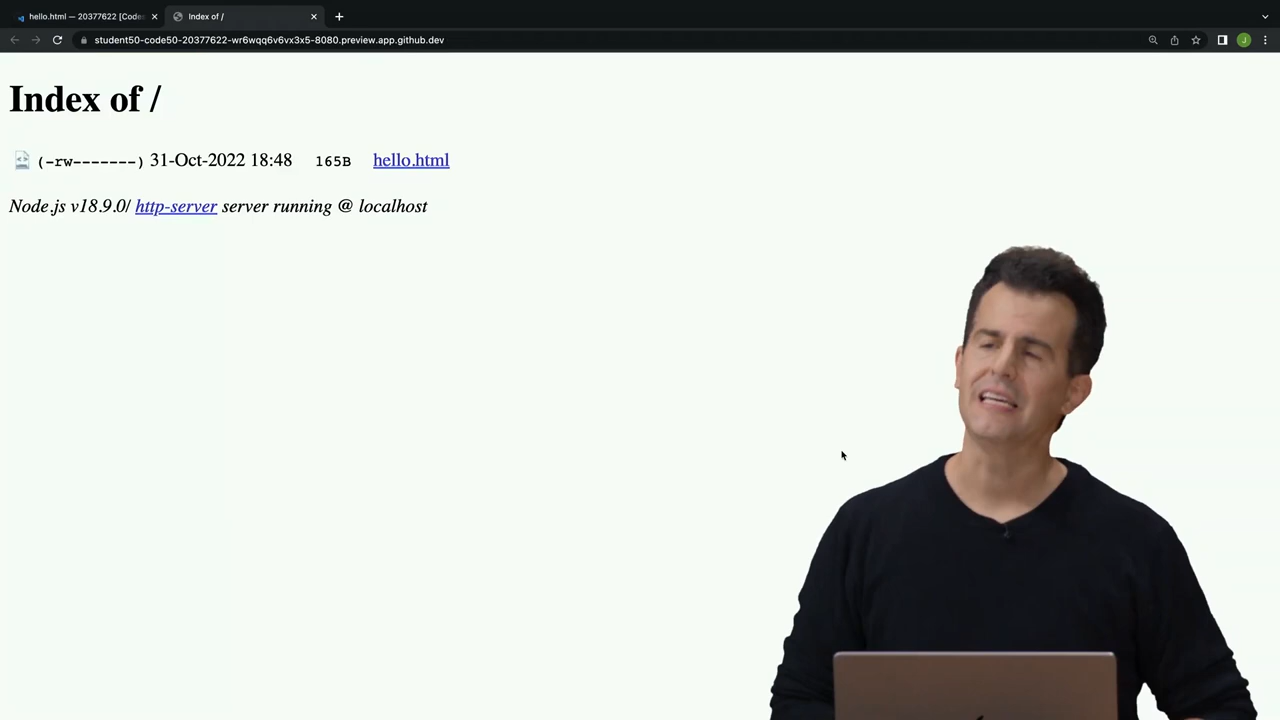 hello.html — 20377622 [Codes
Index of /
student50-code50-20377622-wr6wqq6v6vx3x5-8080.preview.app.github.dev
J
Index of /
(-rw-------) 31-Oct-2022 18:48 165B hello.html
Node.js v18.9.0/ http-server server running @ localhost